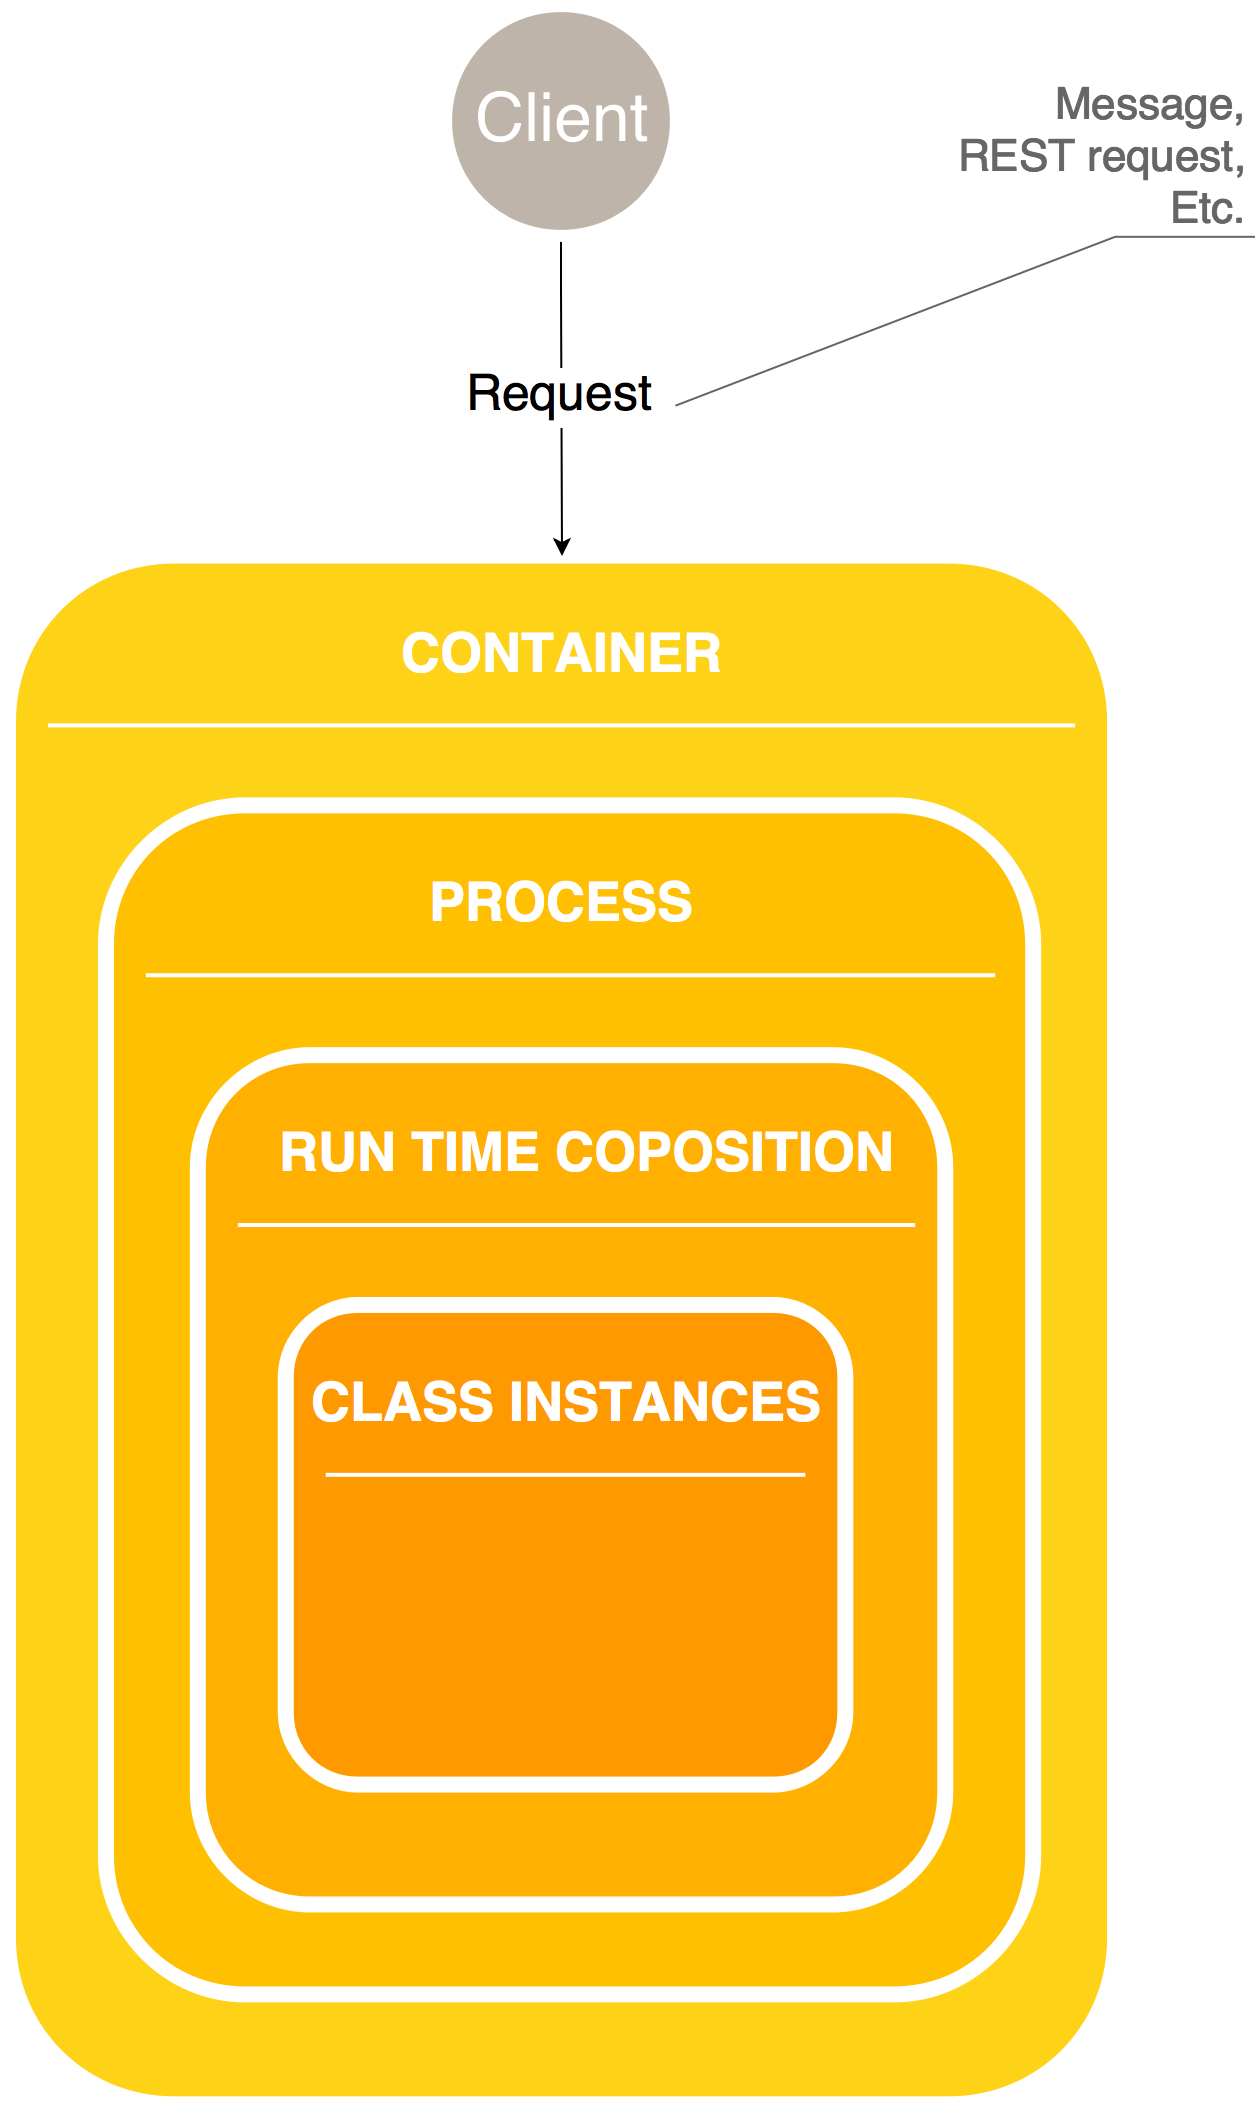 Client
Message,
REST request,
Etc.
Request
CONTAINER
PROCESS
RUN TIME COPOSITION
CLASS INSTANCES